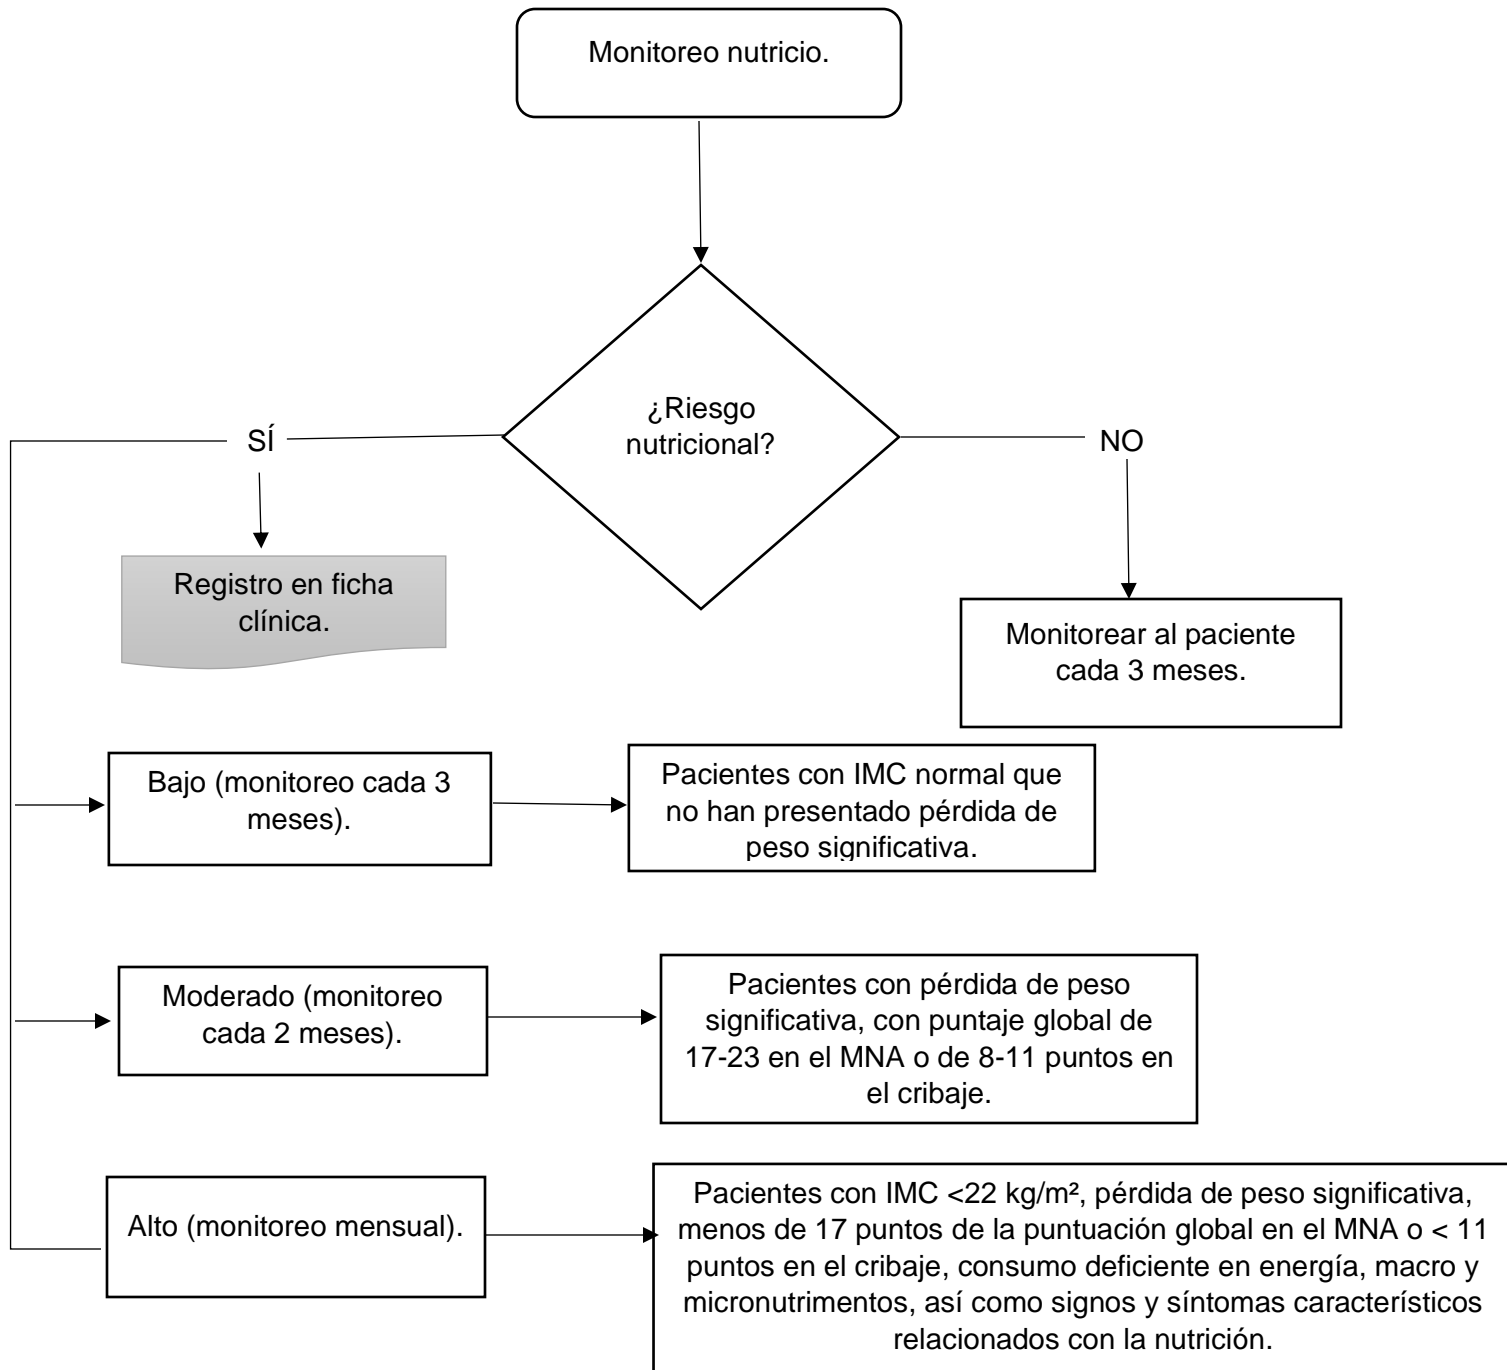 Monitoreo nutricio.
¿Riesgo
nutricional?
SÍ
NO
Registro en ficha
clínica.
Monitorear al paciente
cada 3 meses.
Bajo (monitoreo cada 3
meses).
Pacientes con IMC normal que
no han presentado pérdida de
peso significativa.
Moderado (monitoreo
cada 2 meses).
Pacientes con pérdida de peso
significativa, con puntaje global de
17-23 en el MNA o de 8-11 puntos en
el cribaje.
Alto (monitoreo mensual).
Pacientes con IMC <22 kg/m², pérdida de peso significativa,
menos de 17 puntos de la puntuación global en el MNA o < 11
puntos en el cribaje, consumo deficiente en energía, macro y
micronutrimentos, así como signos y síntomas característicos
relacionados con la nutrición.